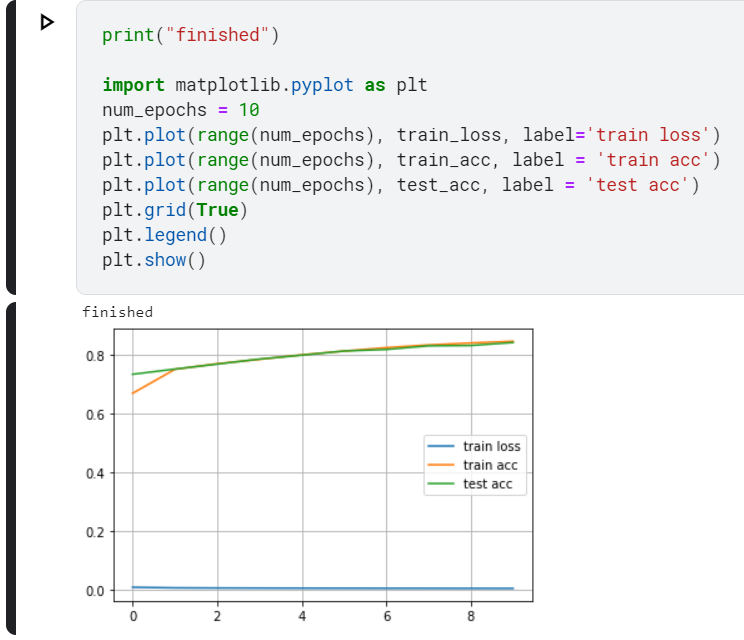 print("finished")
import matplotlib.pyplot as plt
num_epochs = 10
plt.plot(range(num_epochs), train_loss, label='train loss')
plt.plot(range(num_epochs), train_acc, label = 'train acc')
plt.plot(range(num_epochs), test_acc, label = 'test acc')
plt.grid(True)
plt.legend()
plt.show()
finished
0.8
0.6
0.4
0.2
0.0
train loss
train acc
test acc
0 2 4 6 8